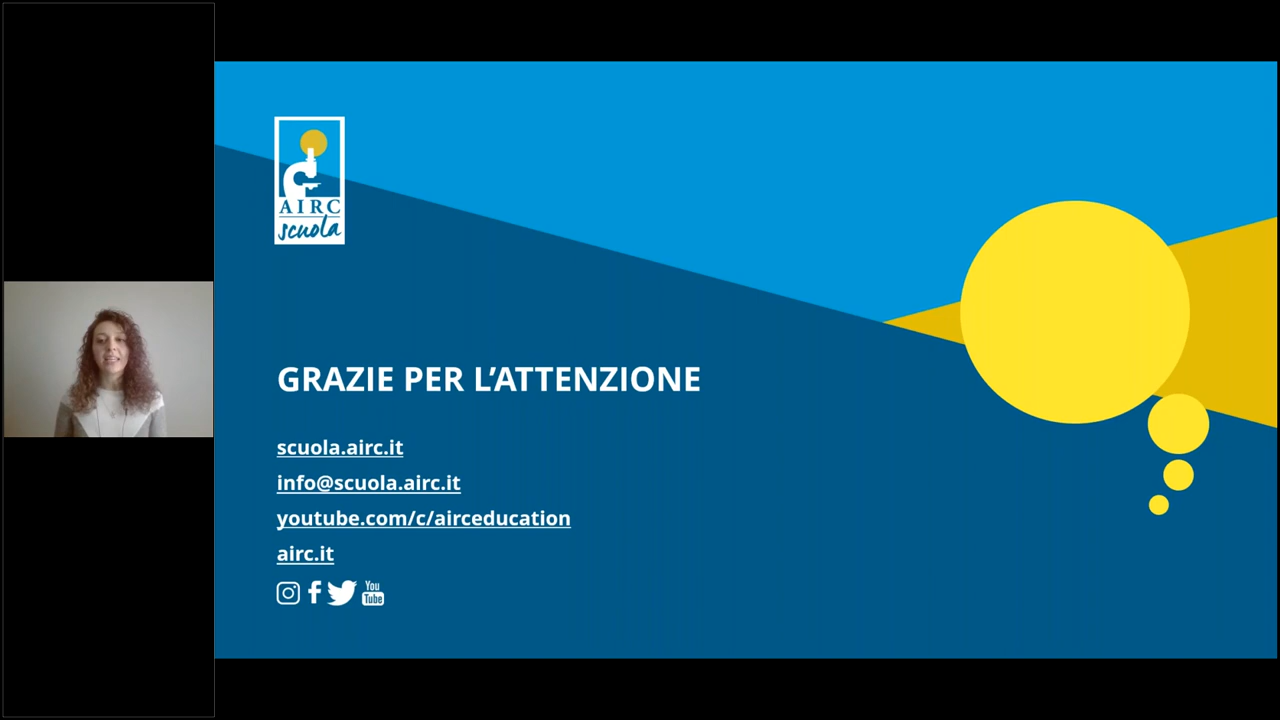 AIRC
scuola
GRAZIE PER L’ATTENZIONE
scuola.airc.it
info@scuola.airc.it
youtube.com/c/airceducation
airc.it
You
Tube